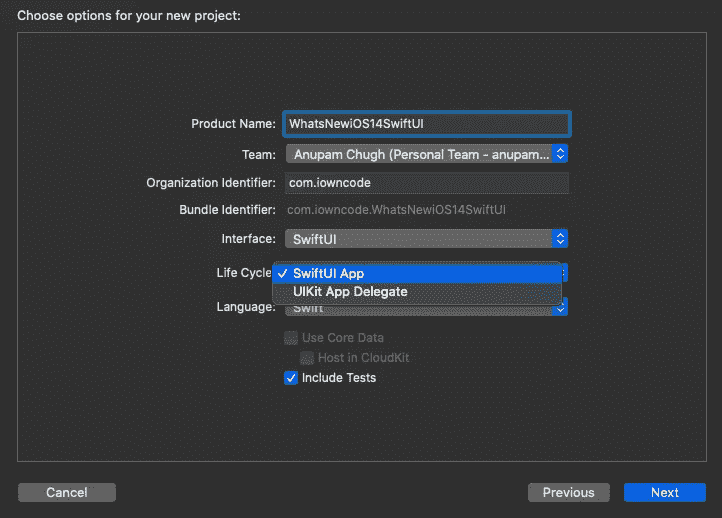 Choose options for your new project:
Product Name: WhatsNewiOS14SwiftUI
Team: Anupam Chugh (Personal Team - anupam...
Organization Identifier: com.iowncode
Bundle Identifier: com.iowncode.WhatsNewiOS14SwiftUI
Interface: SwiftUI
Life Cycle SwiftUI App
UIKit App Delegate
Language: Swift
Use Core Data
Host in CloudKit
Include Tests
Cancel Previous Next